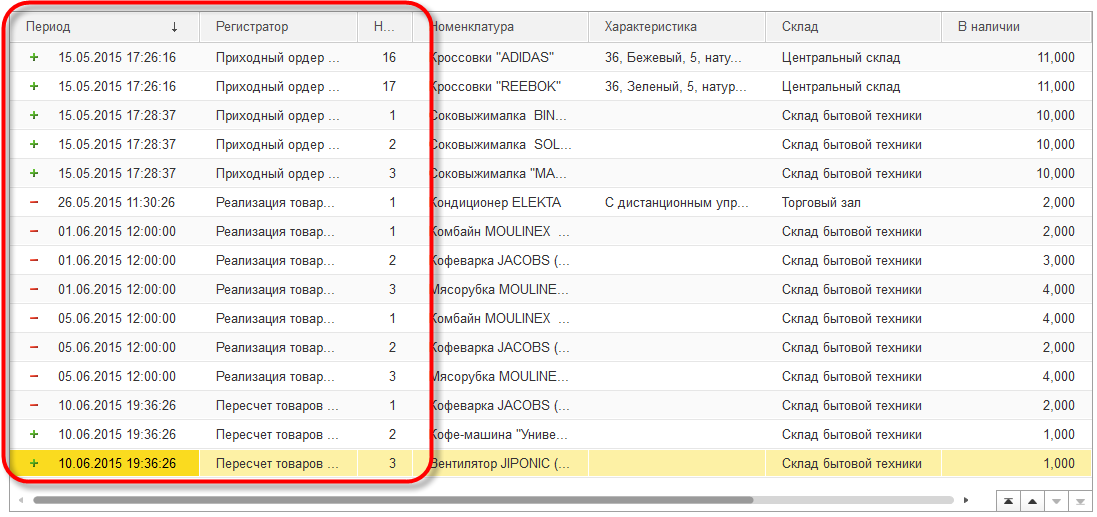 Период ↓ Регистратор Н... Номенклатура Характеристика Склад В наличии
+ 15.05.2015 17:26:16 Приходный ордер ... 16 Кроссовки "ADIDAS" 36, Бежевый, 5, нату... Центральный склад 11,000
+ 15.05.2015 17:26:16 Приходный ордер ... 17 Кроссовки "REEBOK" 36, Зеленый, 5, натур... Центральный склад 11,000
+ 15.05.2015 17:28:37 Приходный ордер ... 1 Соковыжималка BIN... Склад бытовой техники 10,000
+ 15.05.2015 17:28:37 Приходный ордер ... 2 Соковыжималка SOL... Склад бытовой техники 10,000
+ 15.05.2015 17:28:37 Приходный ордер ... 3 Соковыжималка "MA... Склад бытовой техники 10,000
− 26.05.2015 11:30:26 Реализация товар... 1 Кондиционер ELEKTA С дистанционным упр... Торговый зал 2,000
− 01.06.2015 12:00:00 Реализация товар... 1 Комбайн MOULINEX ... Склад бытовой техники 2,000
− 01.06.2015 12:00:00 Реализация товар... 2 Кофеварка JACOBS (... Склад бытовой техники 3,000
− 01.06.2015 12:00:00 Реализация товар... 3 Мясорубка MOULINE... Склад бытовой техники 4,000
− 05.06.2015 12:00:00 Реализация товар... 1 Комбайн MOULINEX ... Склад бытовой техники 4,000
− 05.06.2015 12:00:00 Реализация товар... 2 Кофеварка JACOBS (... Склад бытовой техники 2,000
− 05.06.2015 12:00:00 Реализация товар... 3 Мясорубка MOULINE... Склад бытовой техники 4,000
− 10.06.2015 19:36:26 Пересчет товаров ... 1 Кофеварка JACOBS (... Склад бытовой техники 2,000
+ 10.06.2015 19:36:26 Пересчет товаров ... 2 Кофе-машина "Униве... Склад бытовой техники 1,000
+ 10.06.2015 19:36:26 Пересчет товаров ... 3 Вентилятор JIPONIC (... Склад бытовой техники 1,000